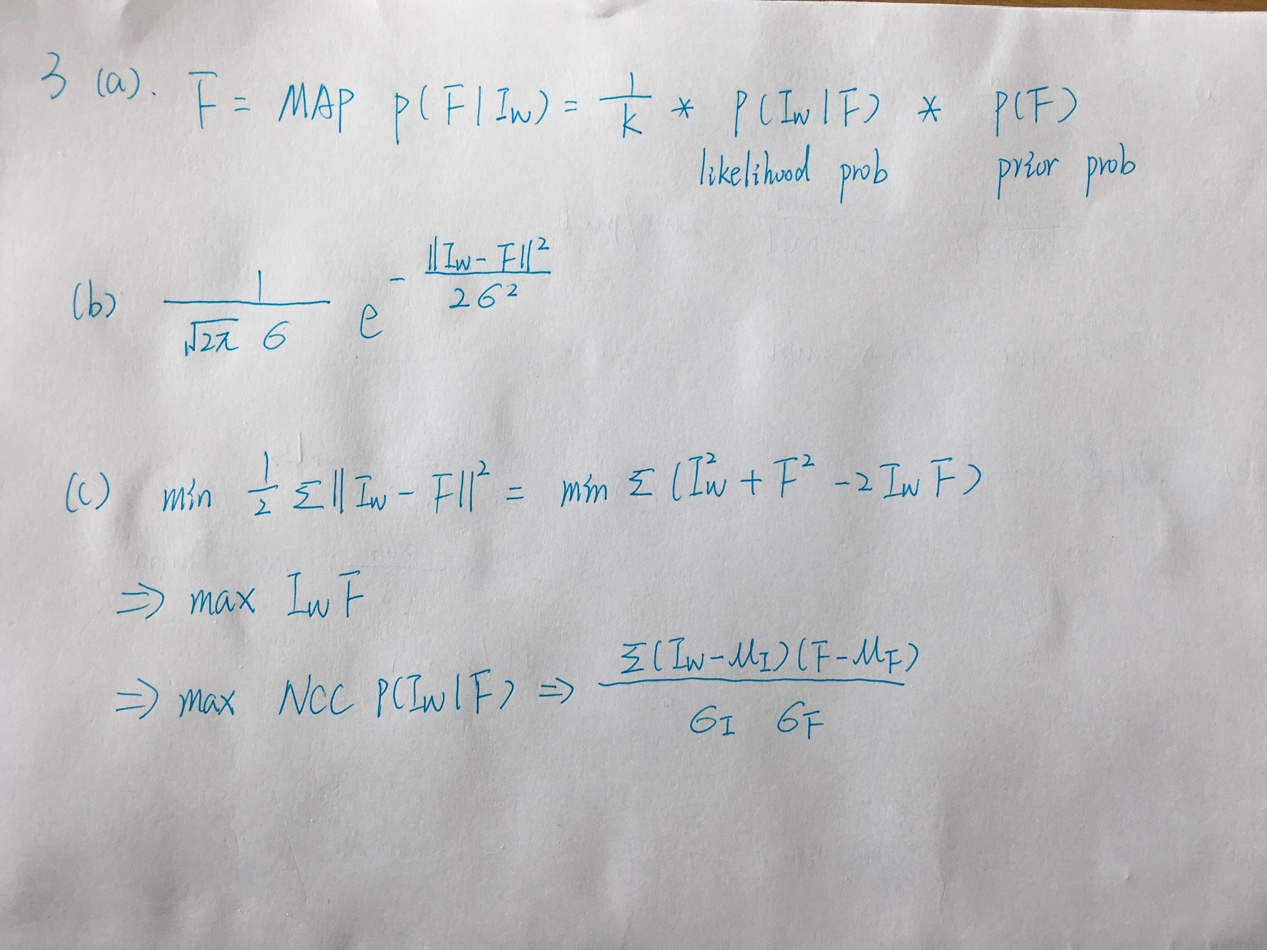 3 (a). F = MAP p(F | I_W) = 1/K * P(I_W | F) * P(F)
likelihood prob prior prob
(b) 1/(√2π σ) e^(- ||I_W - F||²/2σ²)
(c) min 1/2 Σ||I_W - F||² = min Σ (I_W² + F² - 2 I_W F)
⇒ max I_W F
⇒ max NCC P(I_W | F) ⇒ Σ(I_W - μ_I)(F - μ_F)/(σ_I σ_F)